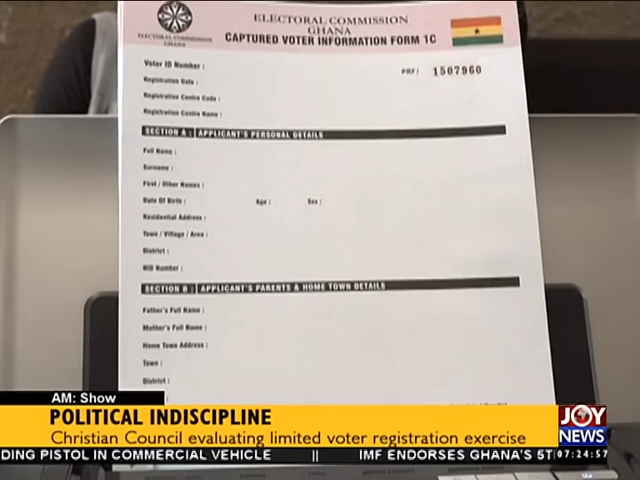 ELECTORAL COMMISSION
GHANA
ELECTORAL COMMISSION
GHANA
CAPTURED VOTER INFORMATION FORM 1C
Voter ID Number :
PRF/ 1507960
Registration Date :
Registration Centre Code :
Registration Centre Name :
SECTION A : APPLICANT'S PERSONAL DETAILS
Full Name :
Surname :
First / Other Names :
Date Of Birth : Age : Sex :
Residential Address :
Town / Village / Area :
District :
NID Number :
SECTION B : APPLICANT'S PARENTS & HOME TOWN DETAILS
Father's Full Name :
Mother's Full Name :
Home Town Address :
Town :
District :
AM: Show
POLITICAL INDISCIPLINE
Christian Council evaluating limited voter registration exercise
JOY
NEWS
DING PISTOL IN COMMERCIAL VEHICLE || IMF ENDORSES GHANA'S 5T
07:24:57